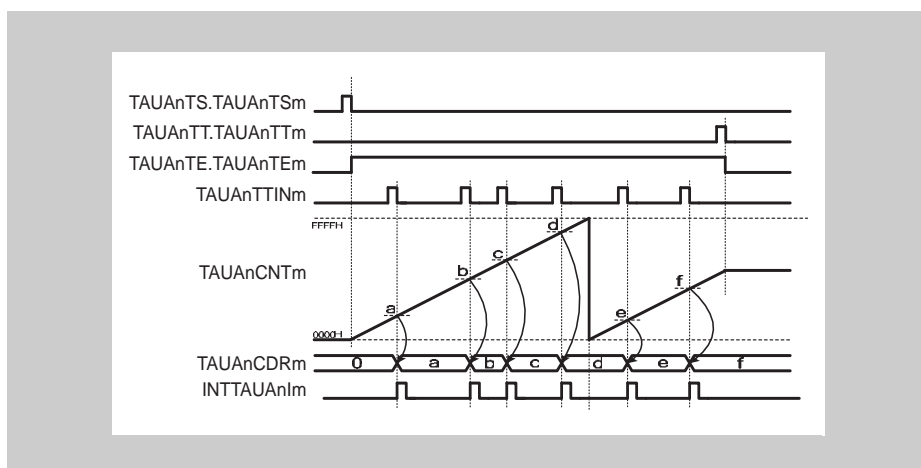 TAUAnTS.TAUAnTSm
TAUAnTT.TAUAnTTm
TAUAnTE.TAUAnTEm
TAUAnTTINm
FFFFH
d
c
b
f
TAUAnCNTm
a
e
0000H
TAUAnCDRm 0 a b c d e f
INTTAUAnIm